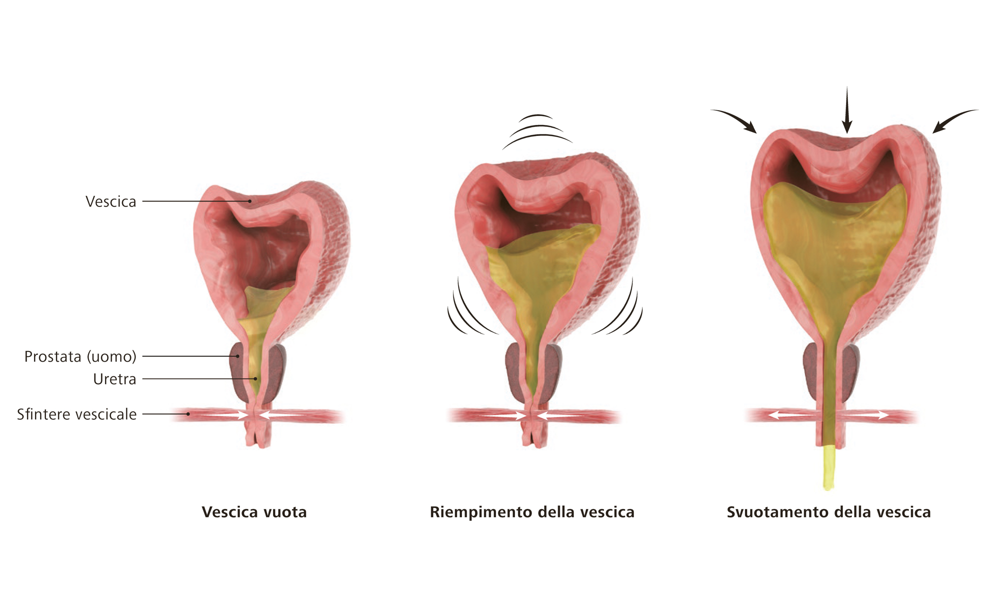 Vescica
Prostata (uomo)
Uretra
Sfintere vescicale
Vescica vuota
Riempimento della vescica
Svuotamento della vescica